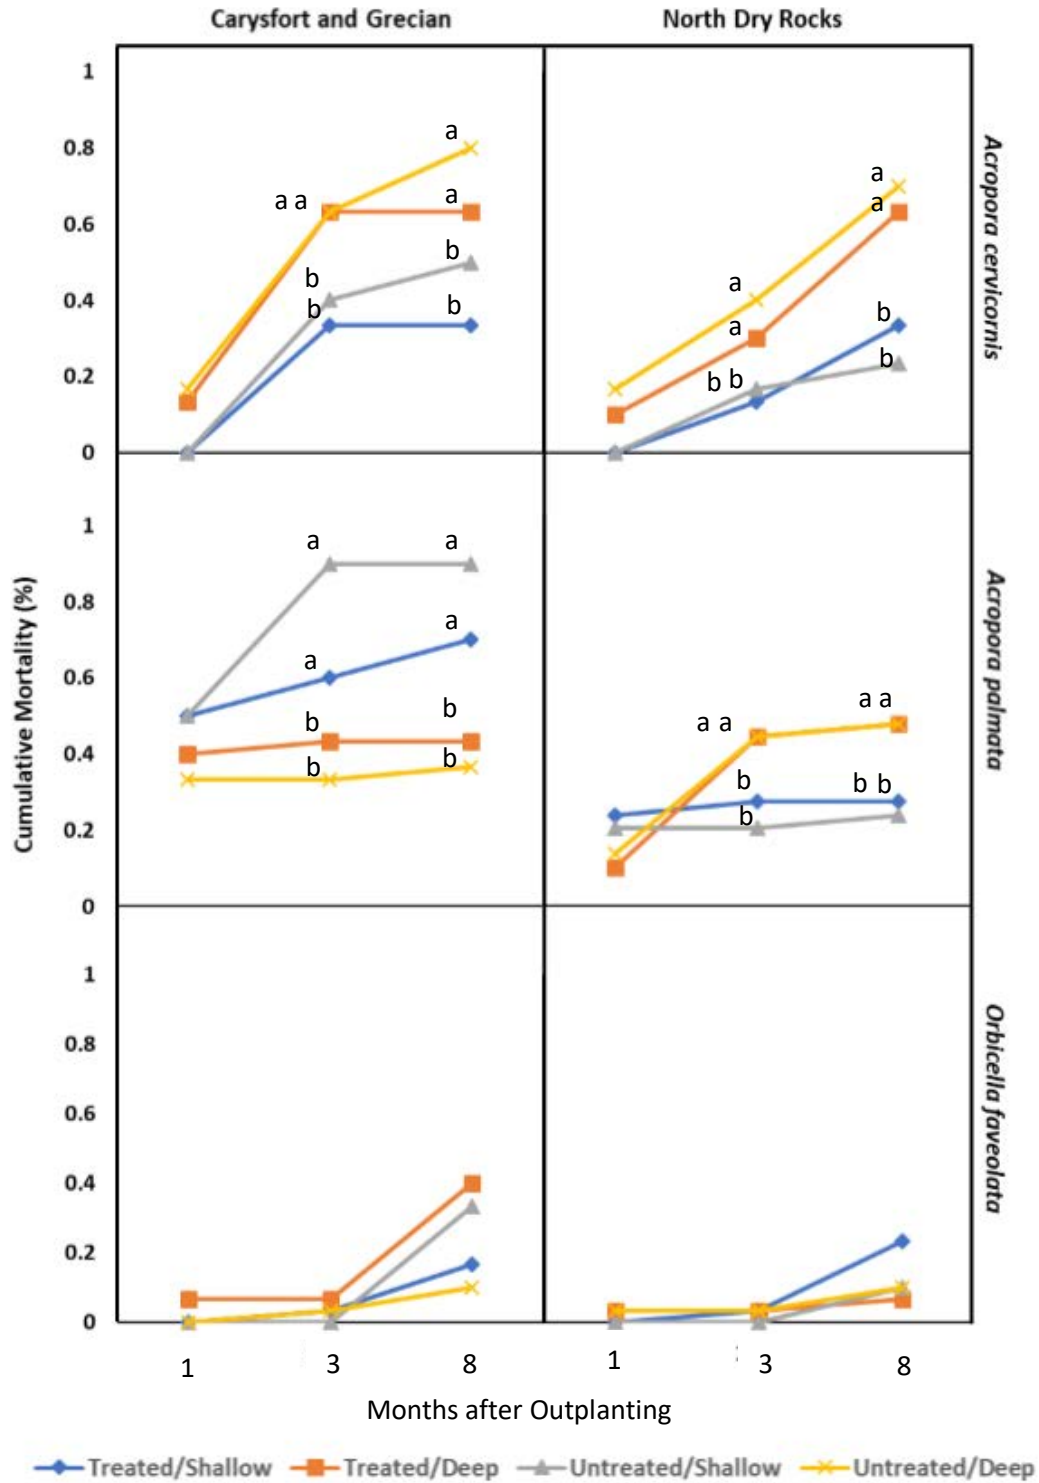 Carysfort and Grecian North Dry Rocks
1
0.8
0.6
0.4
0.2
0
a
a a
a
b
b
b
b
a
a
a
a
b
b b
b
Acropora cervicornis
1
0.8
0.6
0.4
0.2
0
a a
a
a
b b
b b
a a
a a
b
b b
b
Acropora palmata
Cumulative Mortality (%)
1
0.8
0.6
0.4
0.2
0
Orbicella faveolata
1 3 8 1 3 8
Months after Outplanting
Treated/Shallow Treated/Deep Untreated/Shallow Untreated/Deep